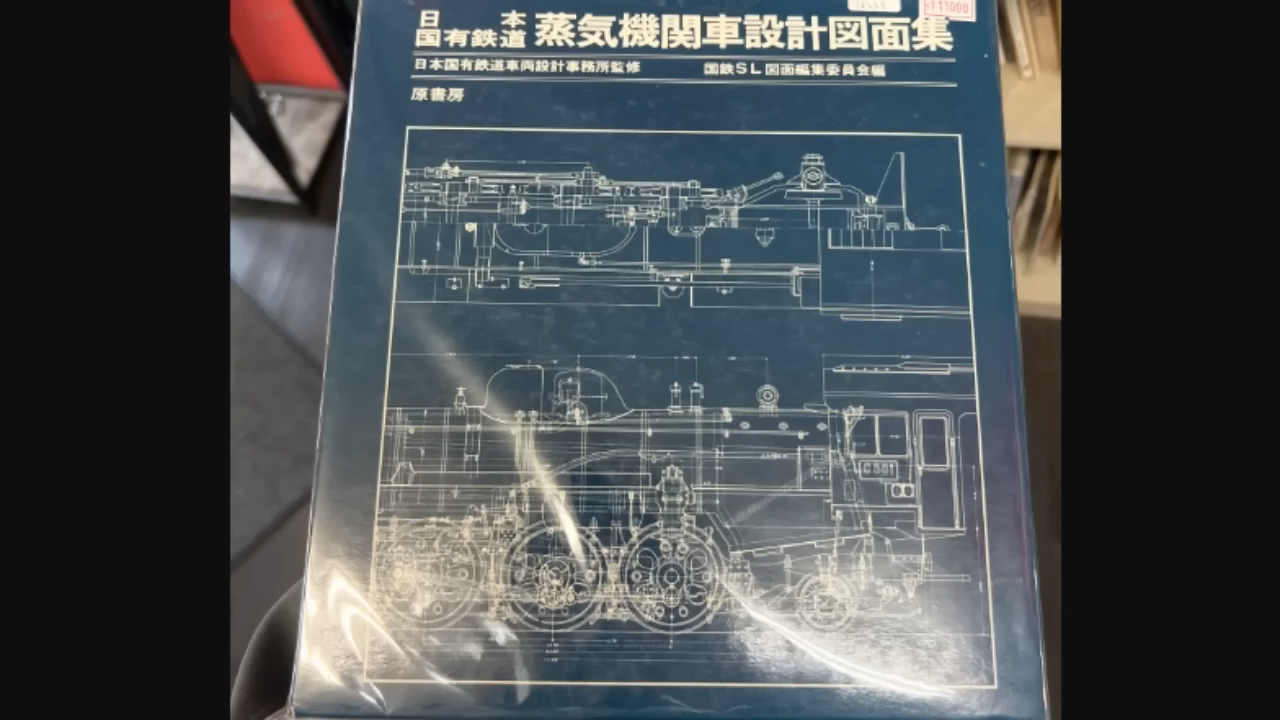 ¥11000
日本国有鉄道 蒸気機関車設計図面集
日本国有鉄道車両設計事務所監修 国鉄SL図面編集委員会編
原書房
C501